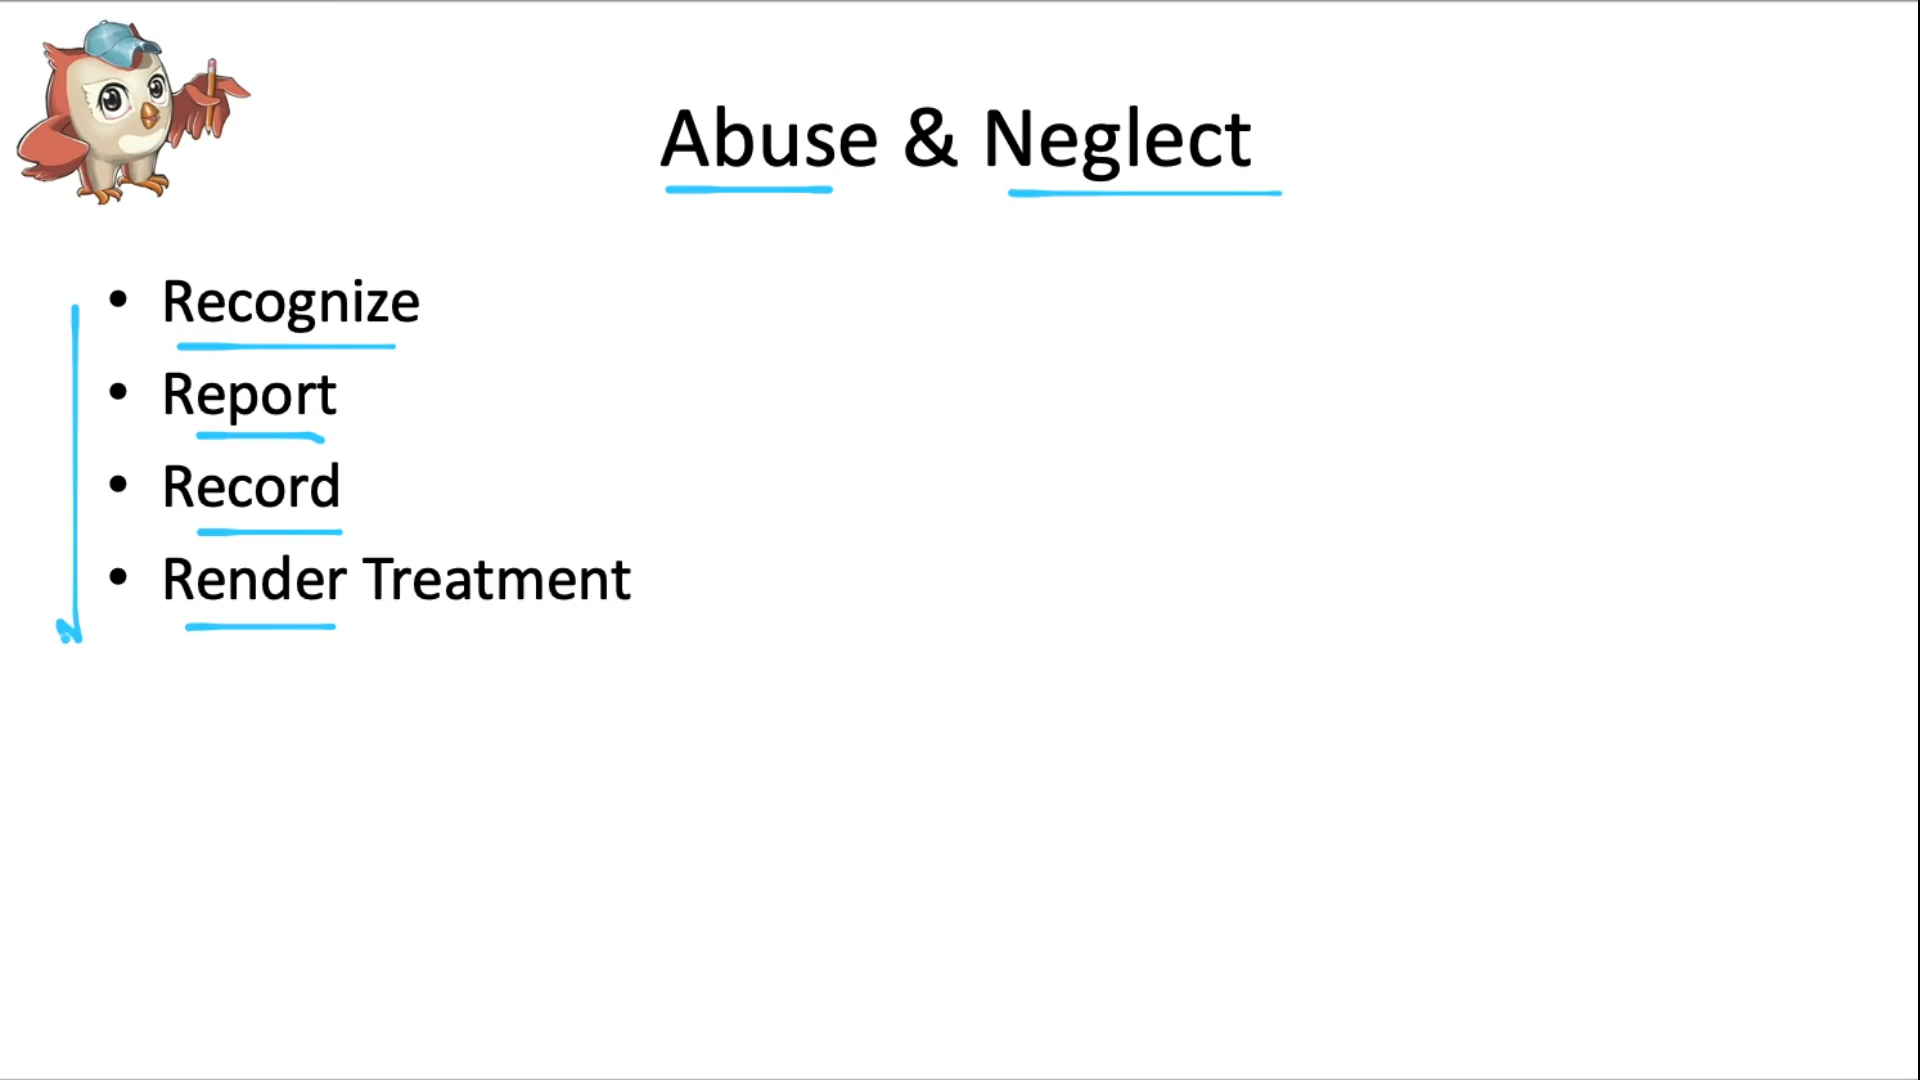 Abuse & Neglect
• Recognize
• Report
• Record
• Render Treatment